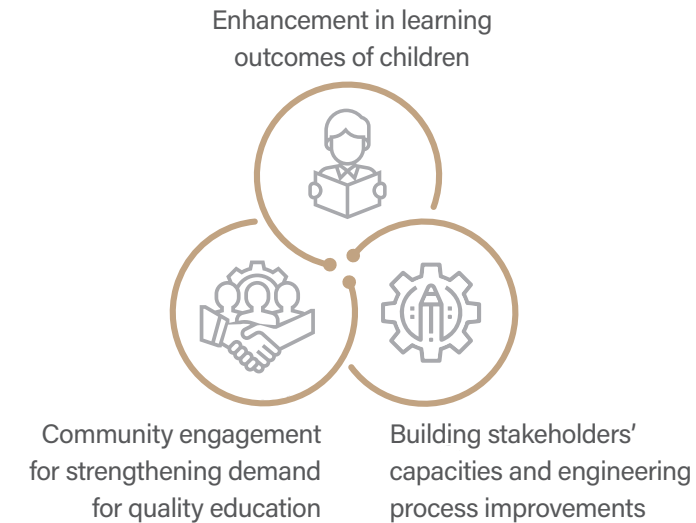 Enhancement in learning
outcomes of children
Community engagement
for strengthening demand
for quality education
Building stakeholders’
capacities and engineering
process improvements